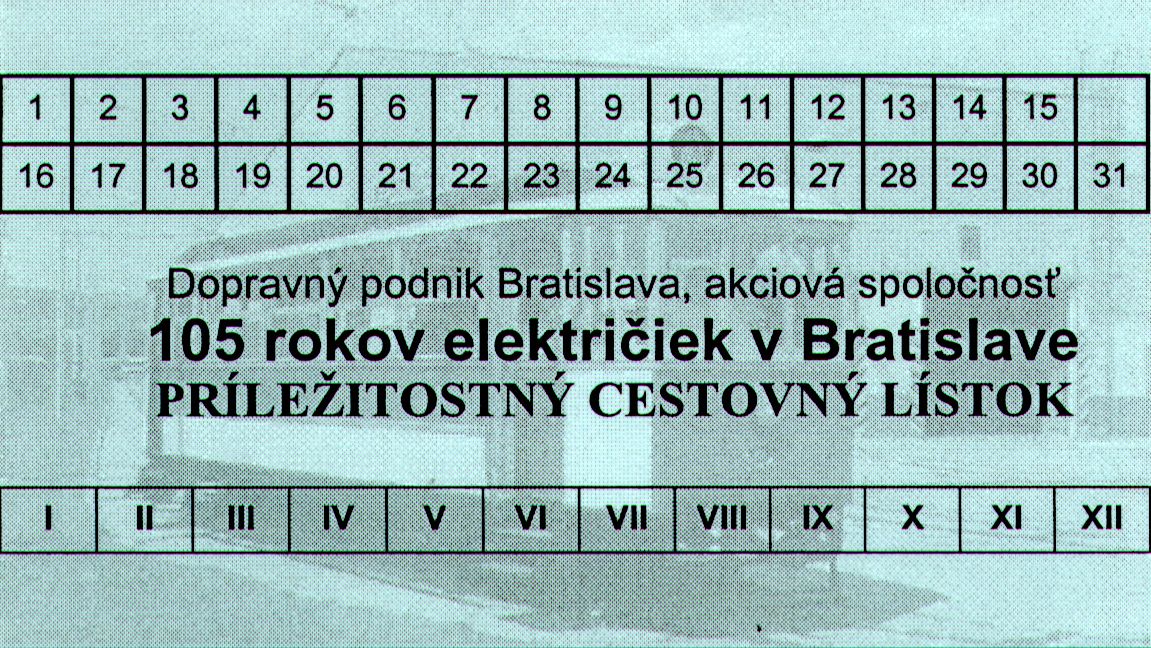 1 2 3 4 5 6 7 8 9 10 11 12 13 14 15
16 17 18 19 20 21 22 23 24 25 26 27 28 29 30 31
Dopravný podnik Bratislava, akciová spoločnosť
105 rokov električiek v Bratislave
PRÍLEŽITOSTNÝ CESTOVNÝ LÍSTOK
I II III IV V VI VII VIII IX X XI XII